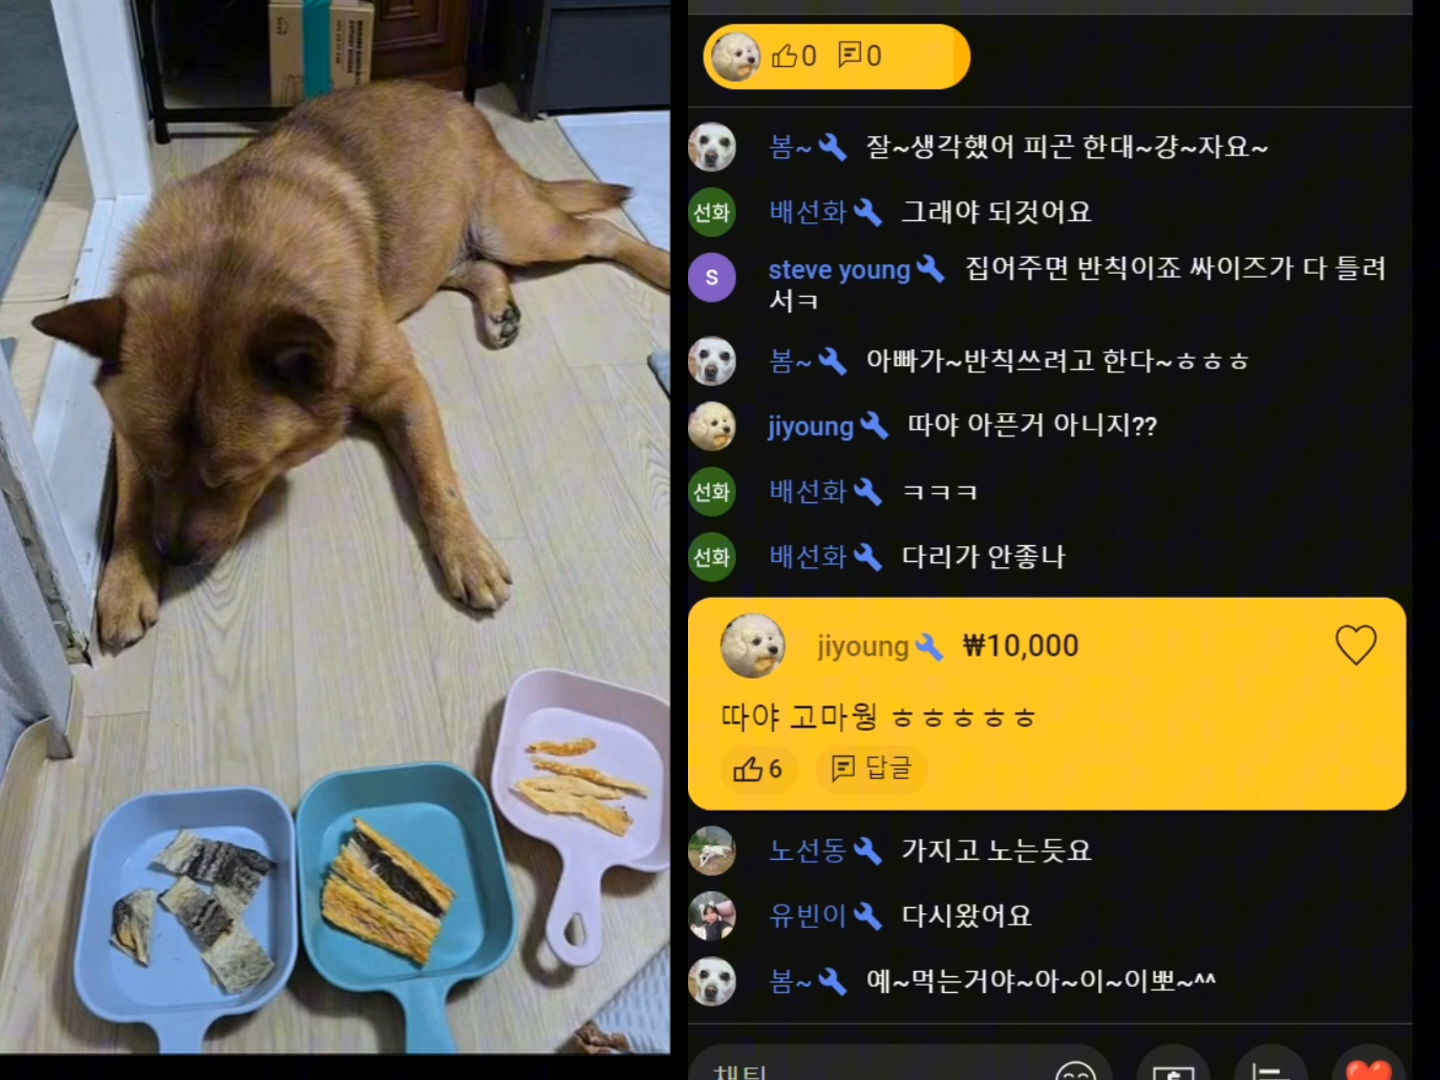 0 0
봄~ 잘~생각했어 피곤 한대~걍~자요~
선화 배선화 그래야 되것어요
S steve young 집어주면 반칙이죠 싸이즈가 다 틀려
서ㅋ
봄~ 아빠가~반칙쓰려고 한다~ㅎㅎㅎ
jiyoung 따야 아픈거 아니지??
선화 배선화 ㅋㅋㅋ
선화 배선화 다리가 안좋나
jiyoung ₩10,000
따야 고마웡 ㅎㅎㅎㅎㅎ
6 답글
노선동 가지고 노는듯요
유빈이 다시왔어요
봄~ 예~먹는거야~아~이~이뽀~^^
채팅